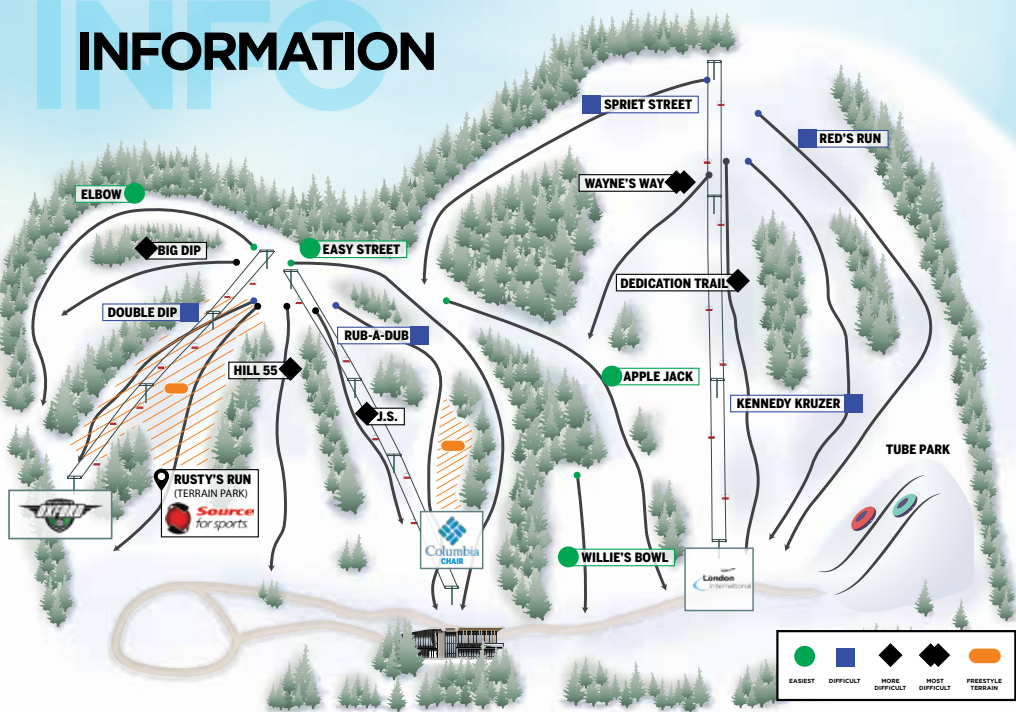 INFO
INFORMATION
SPRIET STREET
RED'S RUN
WAYNE'S WAY
ELBOW
BIG DIP
EASY STREET
DEDICATION TRAIL
DOUBLE DIP
RUB-A-DUB
HILL 55
APPLE JACK
J.S.
KENNEDY KRUZER
TUBE PARK
RUSTY'S RUN
(TERRAIN PARK)
Source
for sports
OXFORD
Columbia
CHAIR
WILLIE'S BOWL
London
International
EASIEST
DIFFICULT
MORE
DIFFICULT
MOST
DIFFICULT
FREESTYLE
TERRAIN